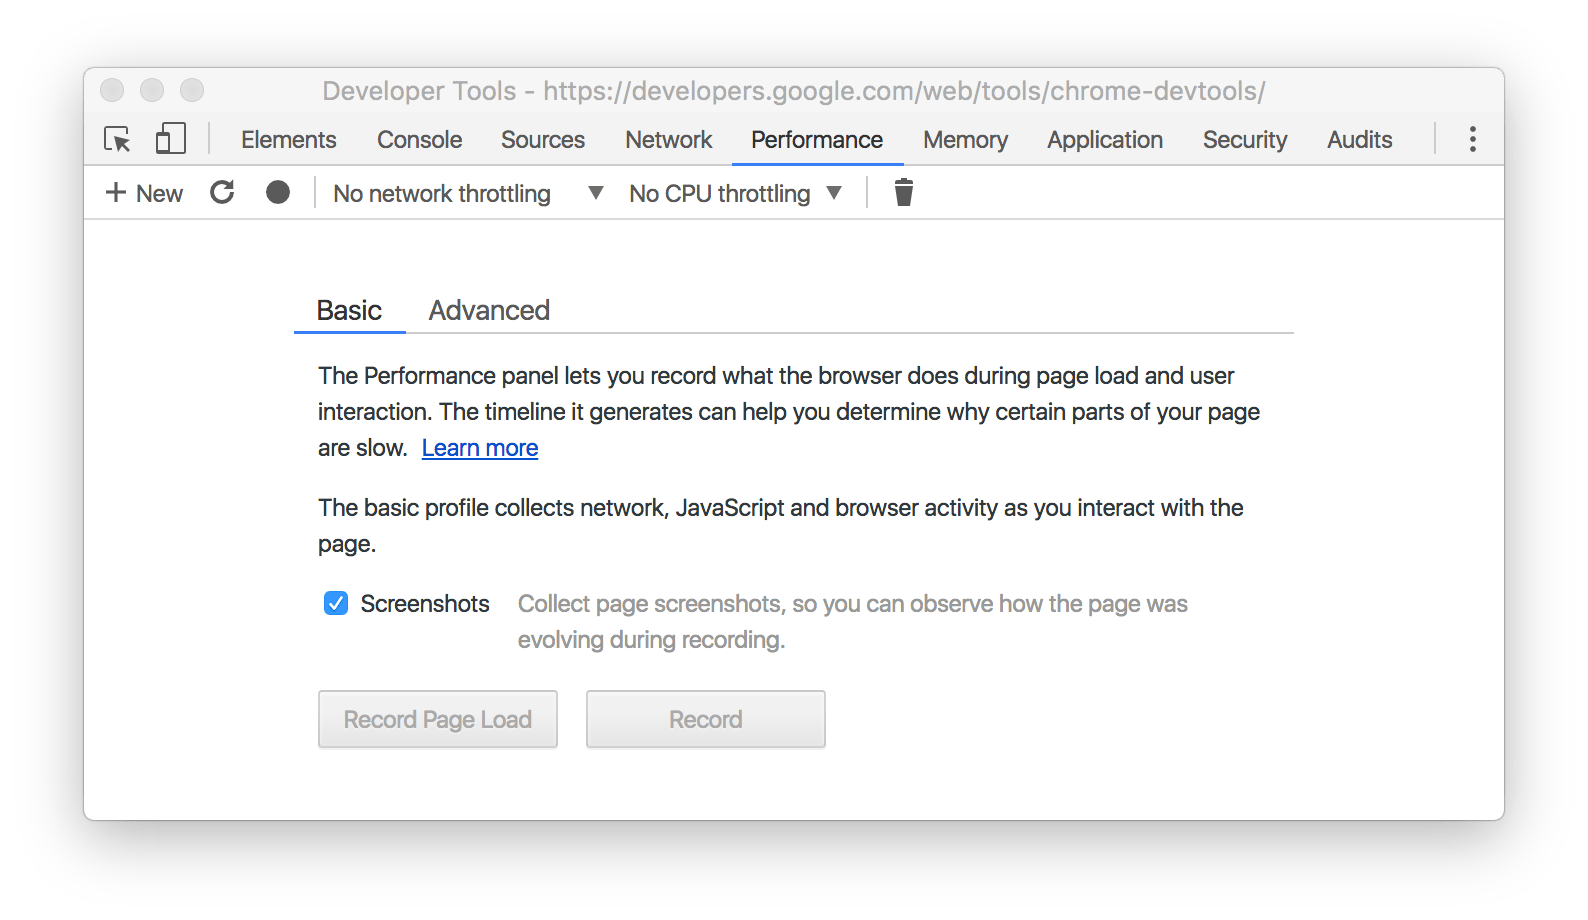 Developer Tools - https://developers.google.com/web/tools/chrome-devtools/
Elements Console Sources Network Performance Memory Application Security Audits
New No network throttling No CPU throttling
Basic Advanced
The Performance panel lets you record what the browser does during page load and user
interaction. The timeline it generates can help you determine why certain parts of your page
are slow. Learn more
The basic profile collects network, JavaScript and browser activity as you interact with the
page.
Screenshots Collect page screenshots, so you can observe how the page was
evolving during recording.
Record Page Load Record